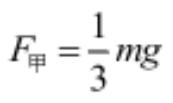 F甲 = 1/3 mg